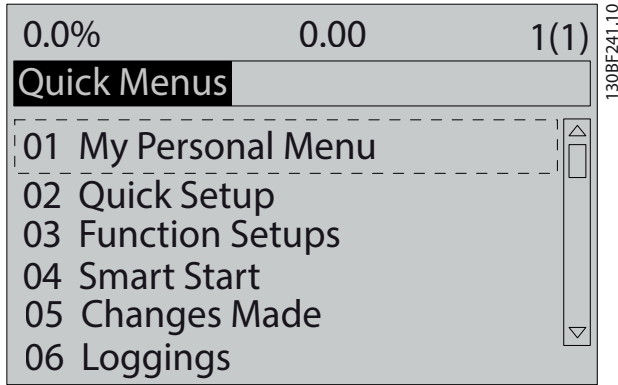 0.0% 0.00 1(1)
Quick Menus
01 My Personal Menu
02 Quick Setup
03 Function Setups
04 Smart Start
05 Changes Made
06 Loggings
130BF241.10